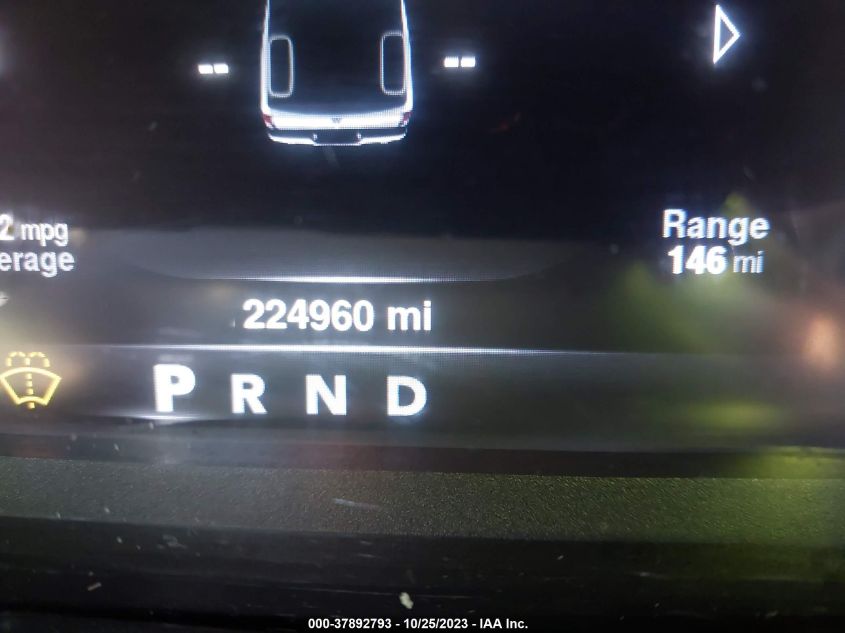 2 mpg
erage
Range
146 mi
224960 mi
P R N D
000-37892793 - 10/25/2023 - IAA Inc.